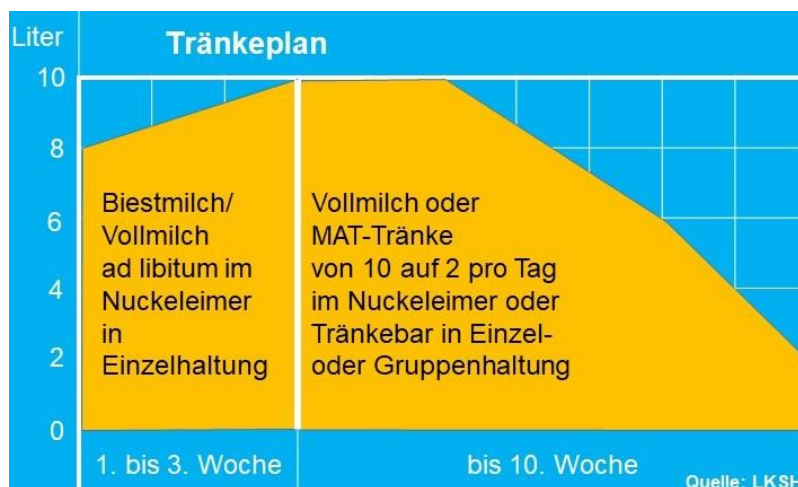 Liter
Tränkeplan
10
8
6
4
2
0
Biestmilch/
Vollmilch
ad libitum im
Nuckeleimer
in
Einzelhaltung
Vollmilch oder
MAT-Tränke
von 10 auf 2 pro Tag
im Nuckeleimer oder
Tränkebar in Einzel-
oder Gruppenhaltung
1. bis 3. Woche
bis 10. Woche
Quelle: LKSH